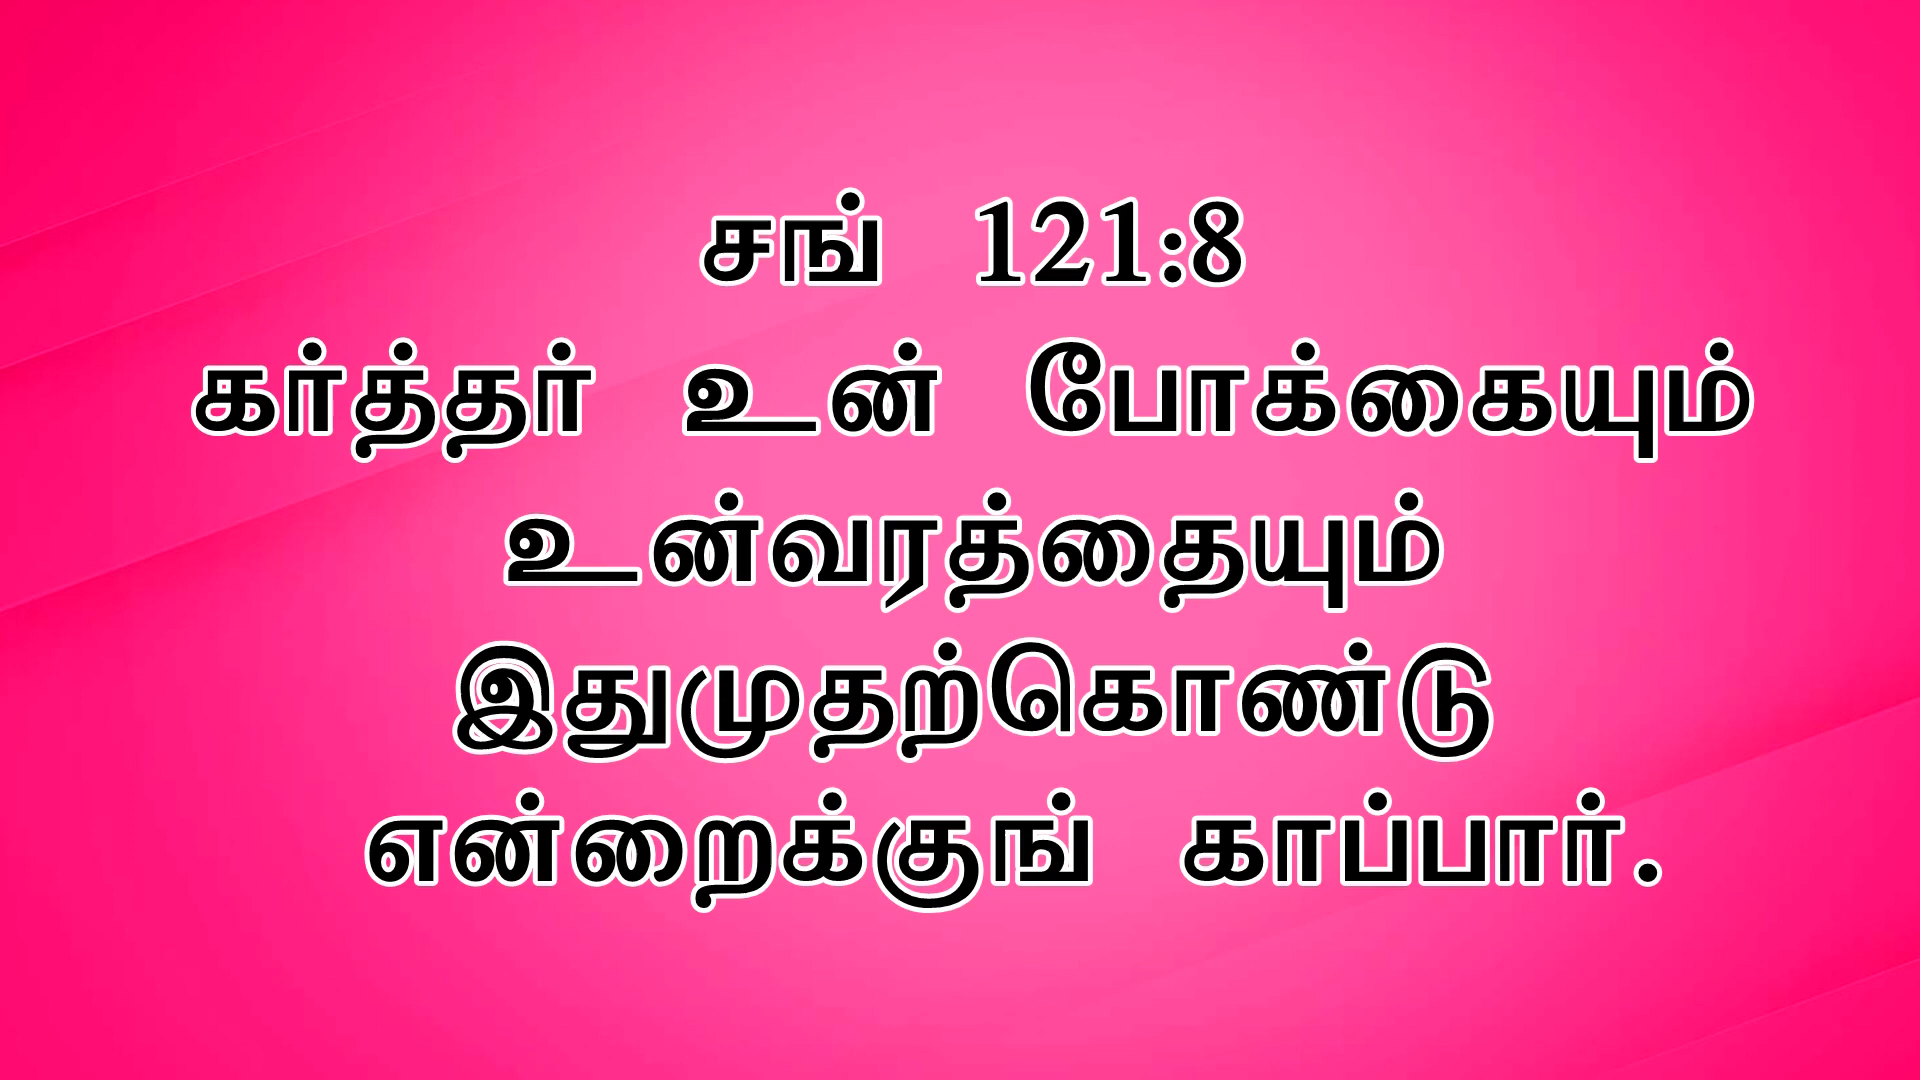 சங் 121:8
கர்த்தர் உன் போக்கையும்
உன்வரத்தையும்
இதுமுதற்கொண்டு
என்றைக்குங் காப்பார்.